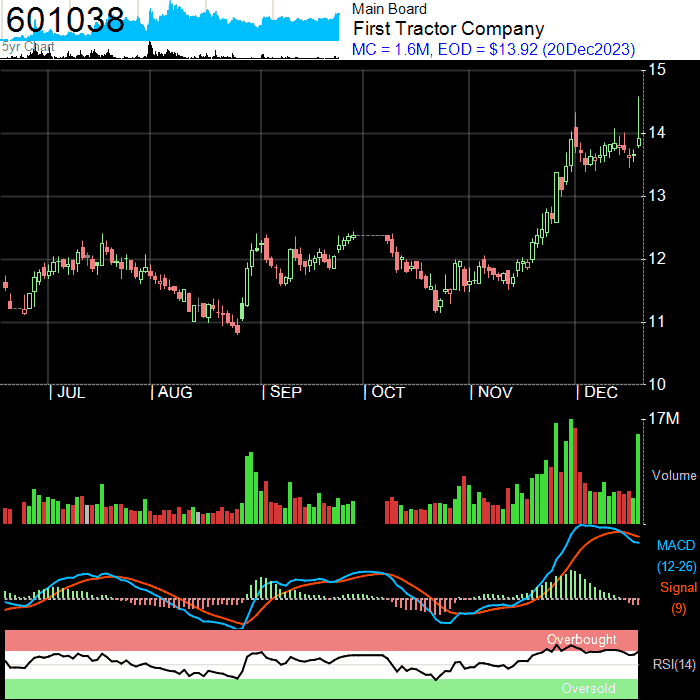 601038
5yr Chart
Main Board
First Tractor Company
MC = 1.6M, EOD = $13.92 (20Dec2023)
15
14
13
12
11
10
JUL AUG SEP OCT NOV DEC
17M
Volume
MACD
(12-26)
Signal
(9)
Overbought
RSI(14)
Oversold